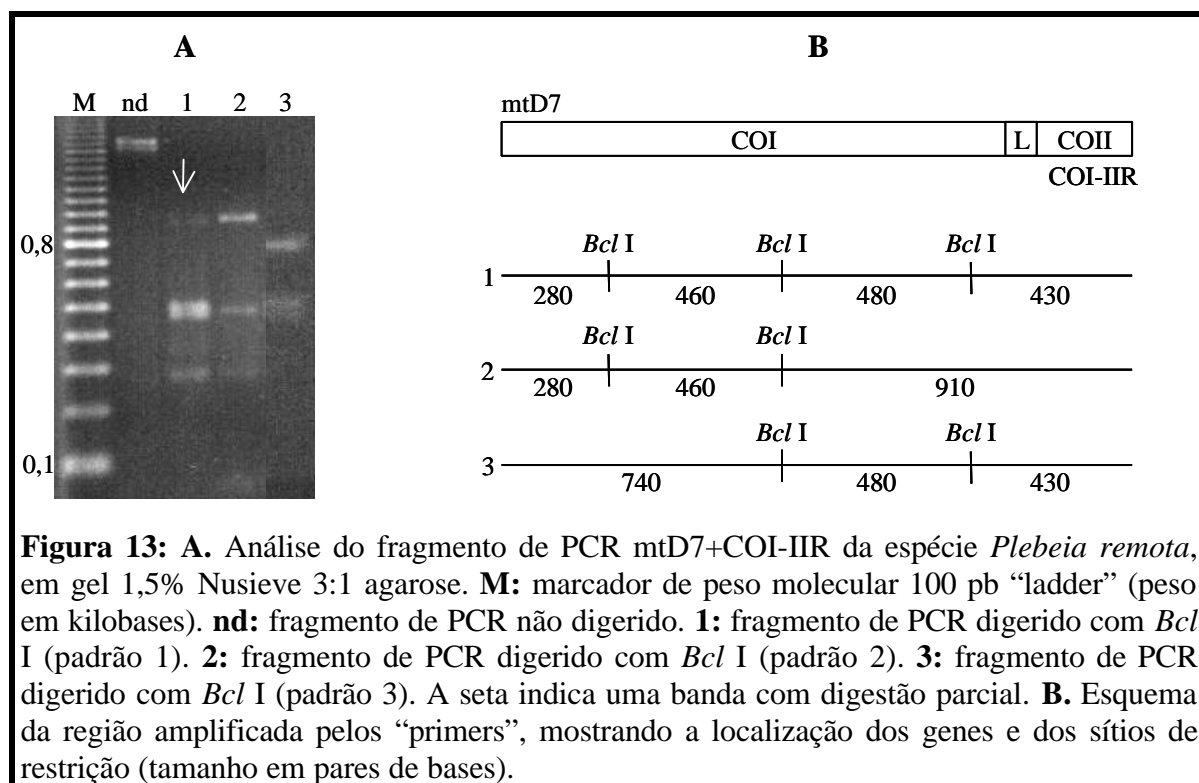 A
B
M nd 1 2 3
0,8
0,1
mtD7
COI L COII
COI-IIR
Bcl I Bcl I Bcl I
1
280 460 480 430
Bcl I Bcl I
2
280 460 910
Bcl I Bcl I
3
740 480 430
Figura 13: A. Análise do fragmento de PCR mtD7+COI-IIR da espécie Plebeia remota,
em gel 1,5% Nusieve 3:1 agarose. M: marcador de peso molecular 100 pb “ladder” (peso
em kilobases). nd: fragmento de PCR não digerido. 1: fragmento de PCR digerido com Bcl
I (padrão 1). 2: fragmento de PCR digerido com Bcl I (padrão 2). 3: fragmento de PCR
digerido com Bcl I (padrão 3). A seta indica uma banda com digestão parcial. B. Esquema
da região amplificada pelos “primers”, mostrando a localização dos genes e dos sítios de
restrição (tamanho em pares de bases).